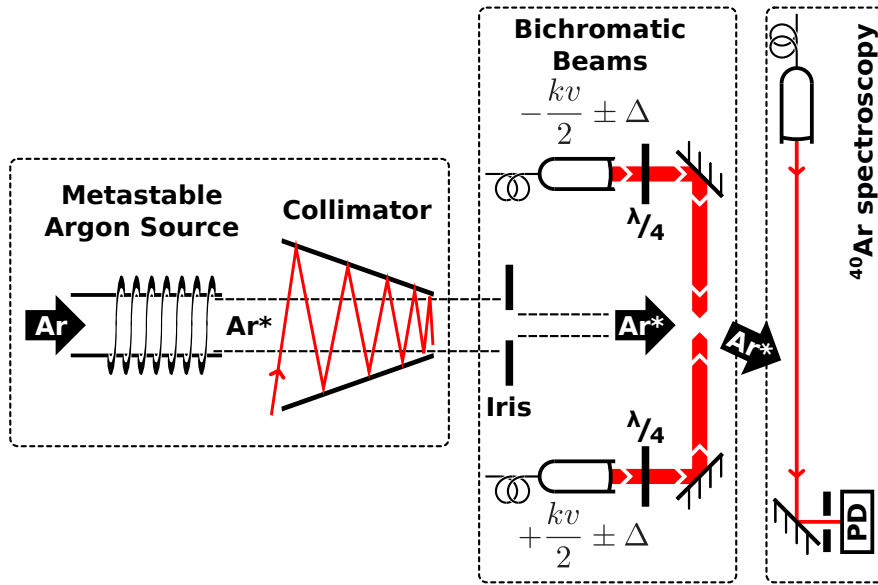 Metastable
Argon Source
Collimator
Ar
Ar*
Iris
Bichromatic
Beams
-kv/2 ± Δ
λ/4
Ar*
λ/4
+kv/2 ± Δ
Ar*
⁴⁰Ar spectroscopy
PD